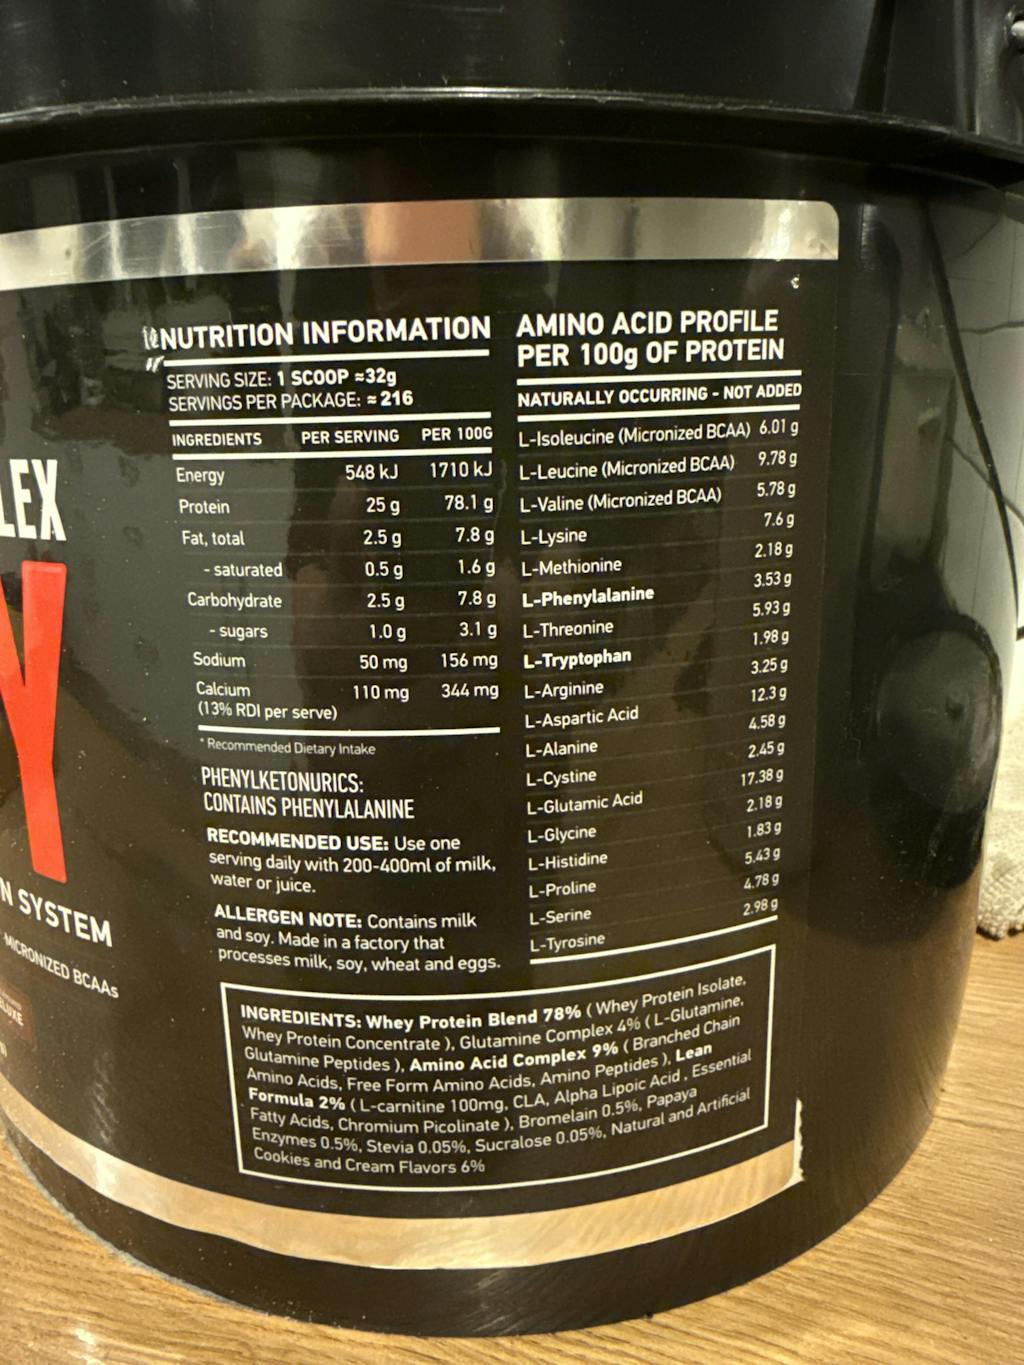 LEX
Y
N SYSTEM
MICRONIZED BCAAs
NUTRITION INFORMATION
SERVING SIZE: 1 SCOOP ≈32g
SERVINGS PER PACKAGE: ≈ 216
INGREDIENTS PER SERVING PER 100G
Energy 548 kJ 1710 kJ
Protein 25 g 78.1 g
Fat, total 2.5 g 7.8 g
- saturated 0.5 g 1.6 g
Carbohydrate 2.5 g 7.8 g
- sugars 1.0 g 3.1 g
Sodium 50 mg 156 mg
Calcium 110 mg 344 mg
(13% RDI per serve)
* Recommended Dietary Intake
PHENYLKETONURICS:
CONTAINS PHENYLALANINE
RECOMMENDED USE: Use one
serving daily with 200-400ml of milk,
water or juice.
ALLERGEN NOTE: Contains milk
and soy. Made in a factory that
processes milk, soy, wheat and eggs.
AMINO ACID PROFILE
PER 100g OF PROTEIN
NATURALLY OCCURRING - NOT ADDED
L-Isoleucine (Micronized BCAA) 6.01 g
L-Leucine (Micronized BCAA) 9.78 g
L-Valine (Micronized BCAA) 5.78 g
L-Lysine 7.6 g
L-Methionine 2.18 g
L-Phenylalanine 3.53 g
L-Threonine 5.93 g
L-Tryptophan 1.98 g
L-Arginine 3.25 g
L-Aspartic Acid 12.3 g
L-Alanine 4.58 g
L-Cystine 2.45 g
L-Glutamic Acid 17.38 g
L-Glycine 2.18 g
L-Histidine 1.83 g
L-Proline 5.43 g
L-Serine 4.78 g
L-Tyrosine 2.98 g
INGREDIENTS: Whey Protein Blend 78% ( Whey Protein Isolate,
Whey Protein Concentrate ), Glutamine Complex 4% ( L-Glutamine,
Glutamine Peptides ), Amino Acid Complex 9% ( Branched Chain
Amino Acids, Free Form Amino Acids, Amino Peptides ), Lean
Formula 2% ( L-carnitine 100mg, CLA, Alpha Lipoic Acid , Essential
Fatty Acids, Chromium Picolinate ), Bromelain 0.5%, Papaya
Enzymes 0.5%, Stevia 0.05%, Sucralose 0.05%, Natural and Artificial
Cookies and Cream Flavors 6%